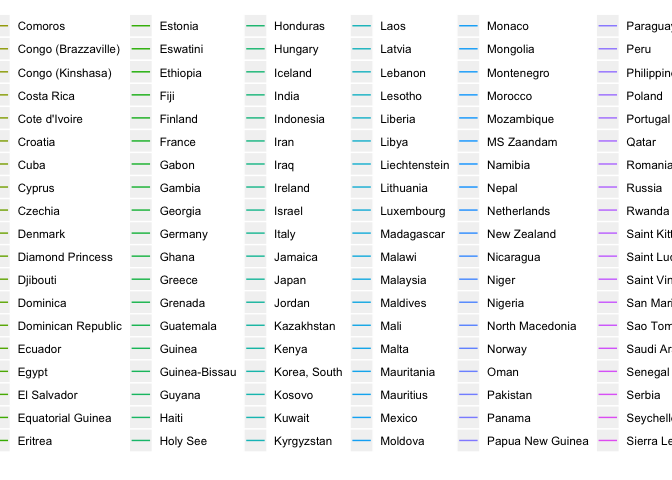 Comoros
Congo (Brazzaville)
Congo (Kinshasa)
Costa Rica
Cote d'Ivoire
Croatia
Cuba
Cyprus
Czechia
Denmark
Diamond Princess
Djibouti
Dominica
Dominican Republic
Ecuador
Egypt
El Salvador
Equatorial Guinea
Eritrea
Estonia
Eswatini
Ethiopia
Fiji
Finland
France
Gabon
Gambia
Georgia
Germany
Ghana
Greece
Grenada
Guatemala
Guinea
Guinea-Bissau
Guyana
Haiti
Holy See
Honduras
Hungary
Iceland
India
Indonesia
Iran
Iraq
Ireland
Israel
Italy
Jamaica
Japan
Jordan
Kazakhstan
Kenya
Korea, South
Kosovo
Kuwait
Kyrgyzstan
Laos
Latvia
Lebanon
Lesotho
Liberia
Libya
Liechtenstein
Lithuania
Luxembourg
Madagascar
Malawi
Malaysia
Maldives
Mali
Malta
Mauritania
Mauritius
Mexico
Moldova
Monaco
Mongolia
Montenegro
Morocco
Mozambique
MS Zaandam
Namibia
Nepal
Netherlands
New Zealand
Nicaragua
Niger
Nigeria
North Macedonia
Norway
Oman
Pakistan
Panama
Papua New Guinea
Paraguay
Peru
Philippin
Poland
Portugal
Qatar
Romania
Russia
Rwanda
Saint Kitt
Saint Luc
Saint Vin
San Mari
Sao Tom
Saudi Ar
Senegal
Serbia
Seychell
Sierra Le